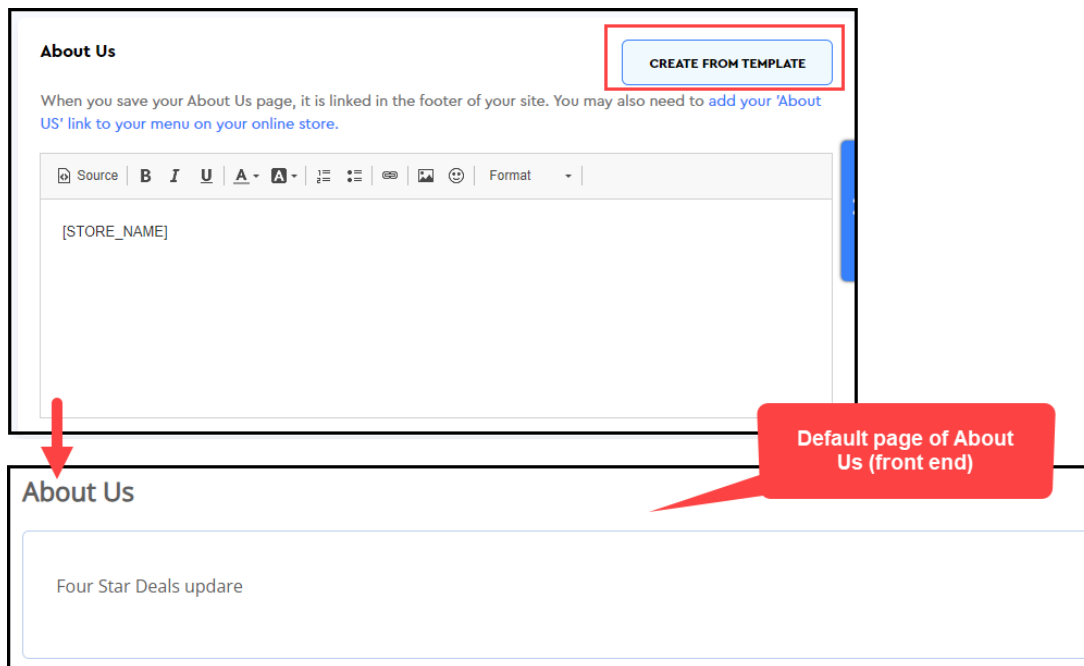 About Us
CREATE FROM TEMPLATE
When you save your About Us page, it is linked in the footer of your site. You may also need to add your 'About
US' link to your menu on your online store.
Source B I U A A Format
[STORE_NAME]
Default page of About
Us (front end)
About Us
Four Star Deals updare